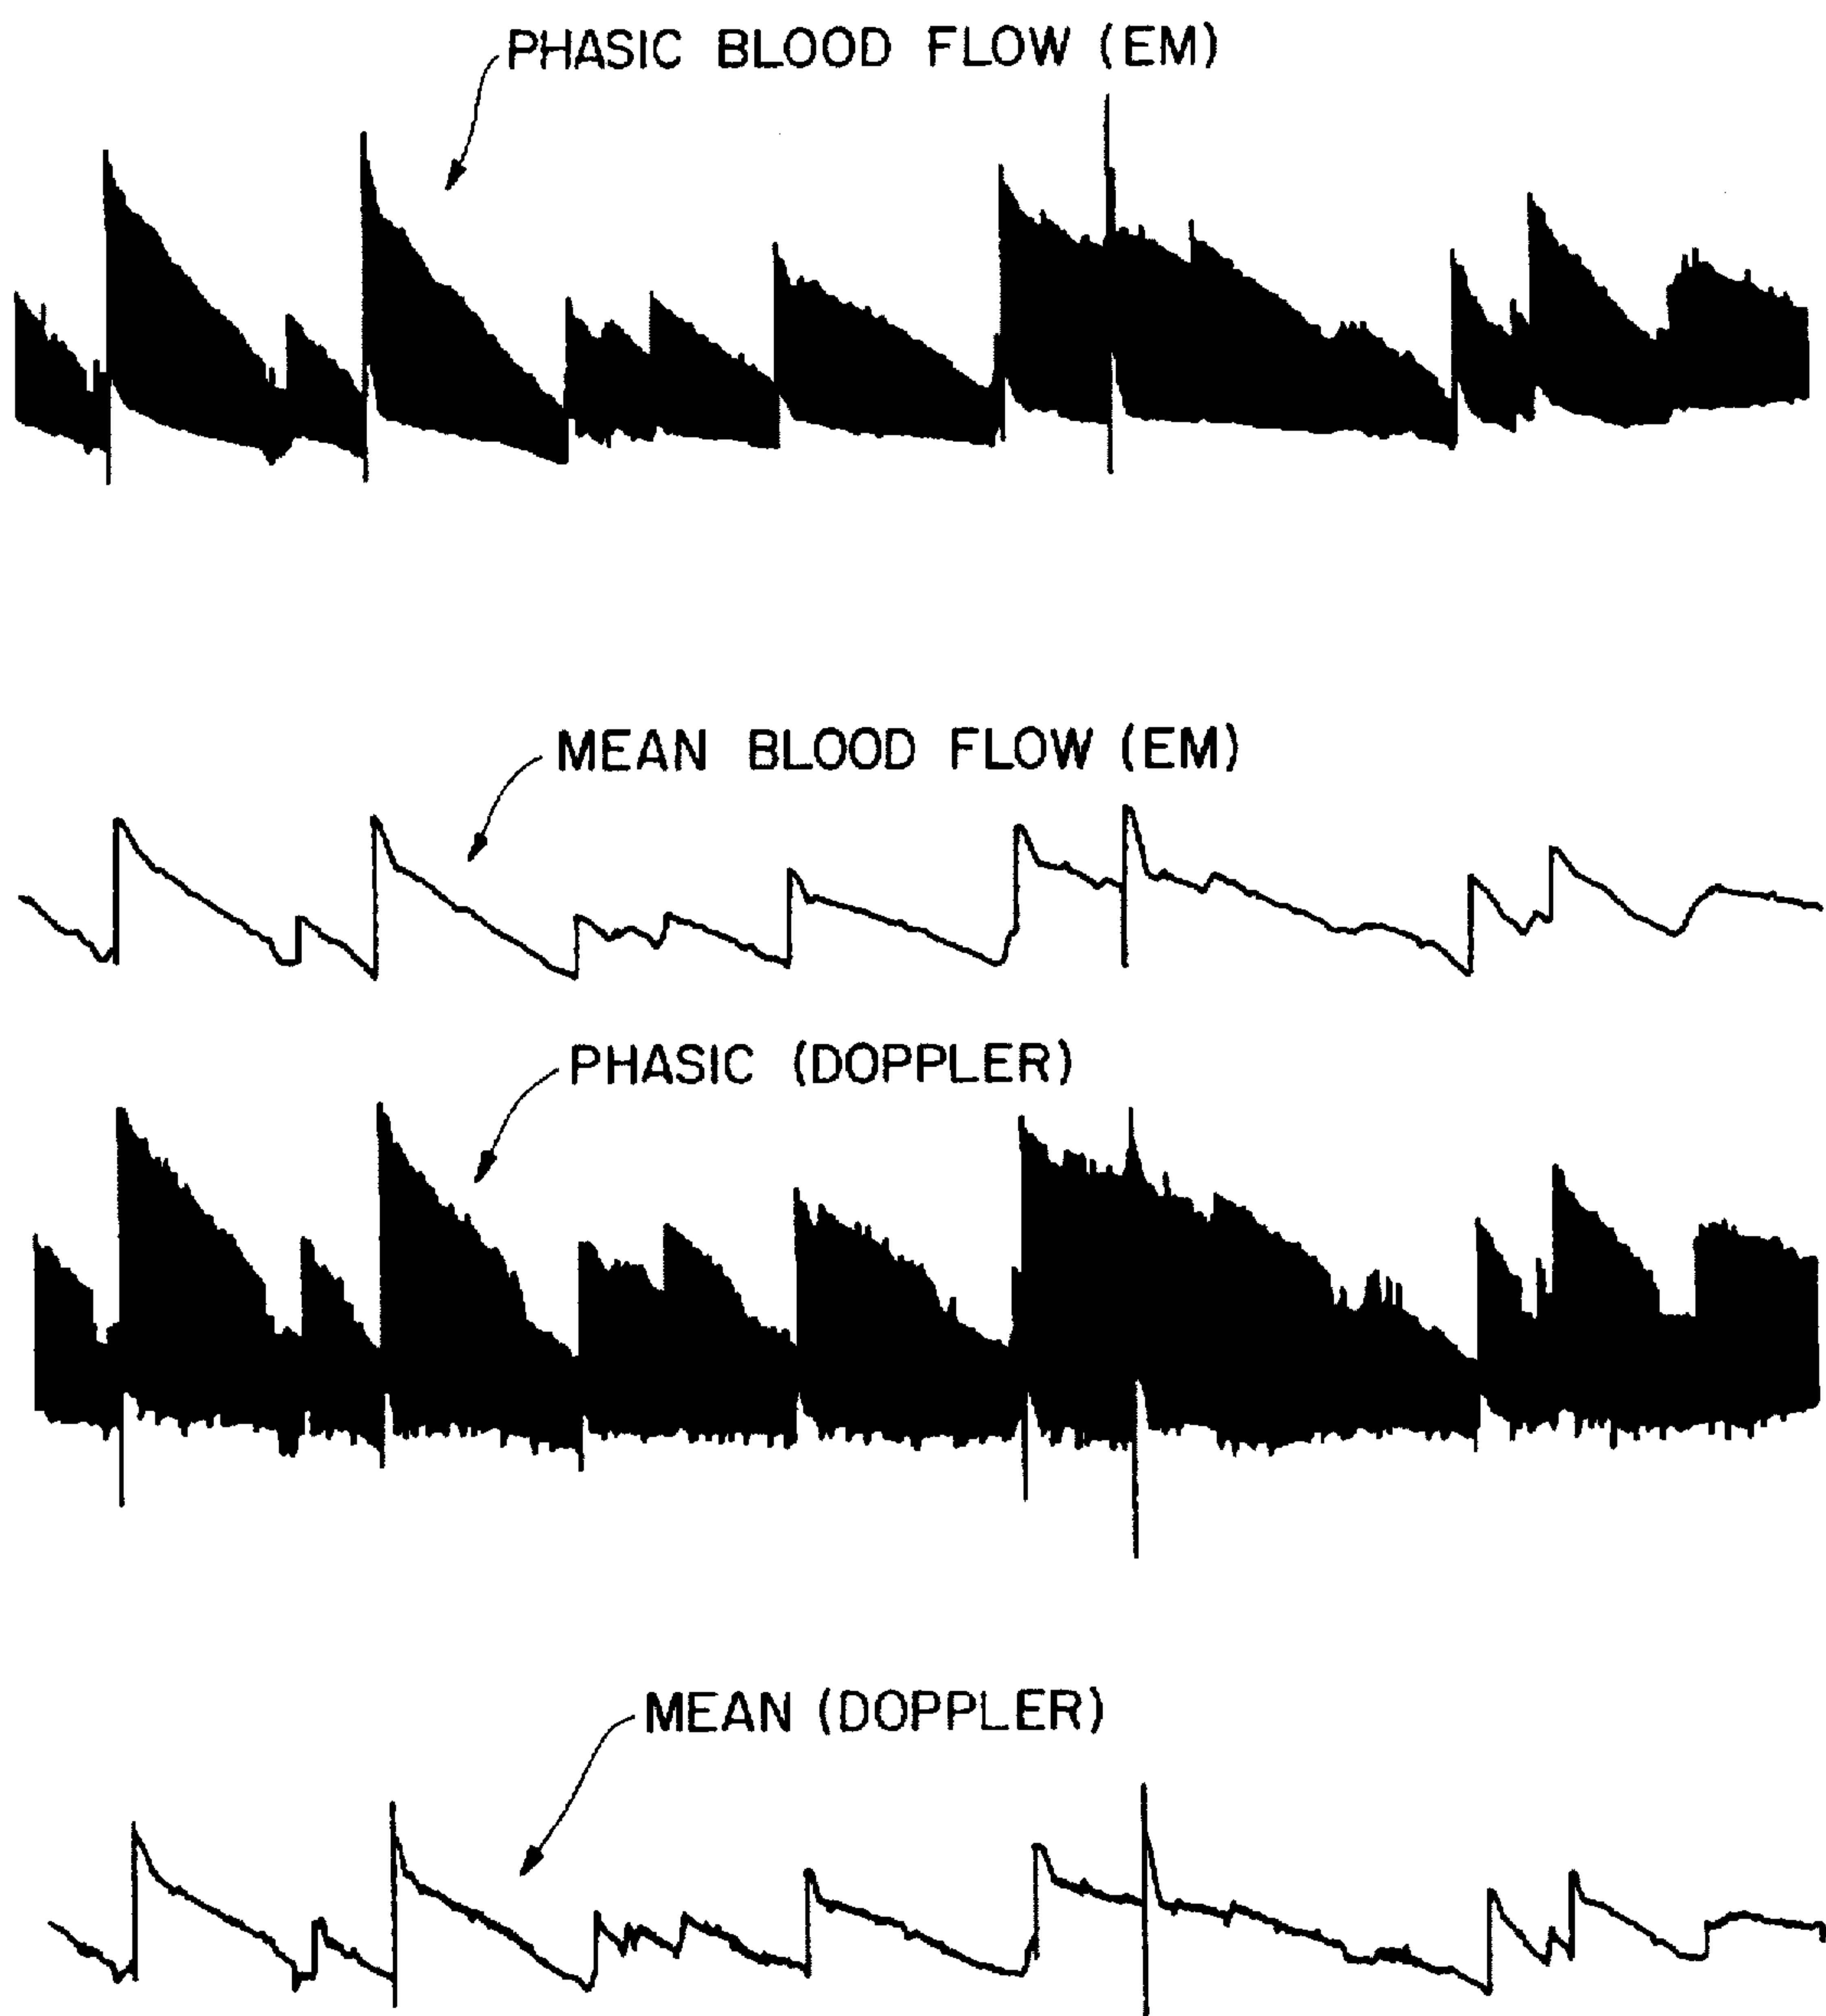 PHASIC BLOOD FLOW (EM)
MEAN BLOOD FLOW (EM)
PHASIC (DOPPLER)
MEAN (DOPPLER)